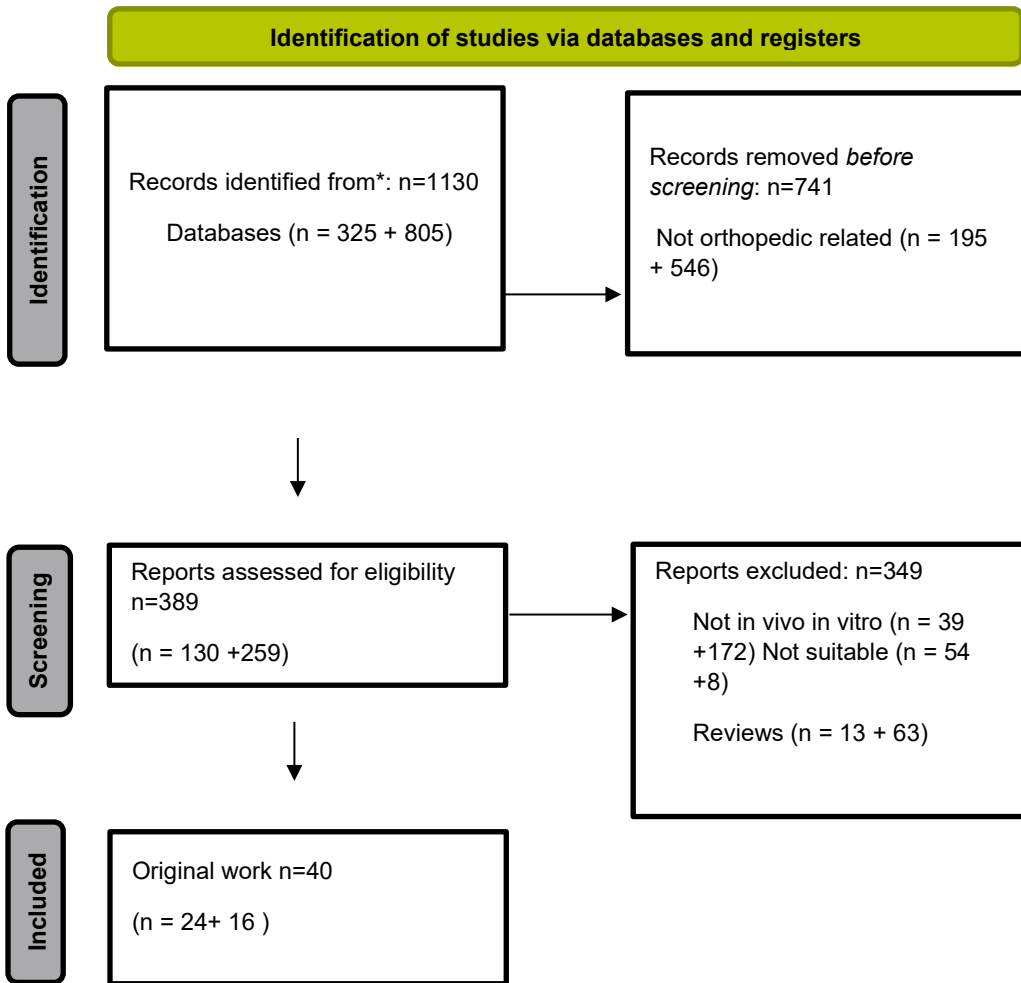 Identification of studies via databases and registers
Identification
Records identified from*: n=1130
Databases (n = 325 + 805)
Records removed before
screening: n=741
Not orthopedic related (n = 195
+ 546)
Screening
Reports assessed for eligibility
n=389
(n = 130 +259)
Reports excluded: n=349
Not in vivo in vitro (n = 39
+172) Not suitable (n = 54
+8)
Reviews (n = 13 + 63)
Included
Original work n=40
(n = 24+ 16 )